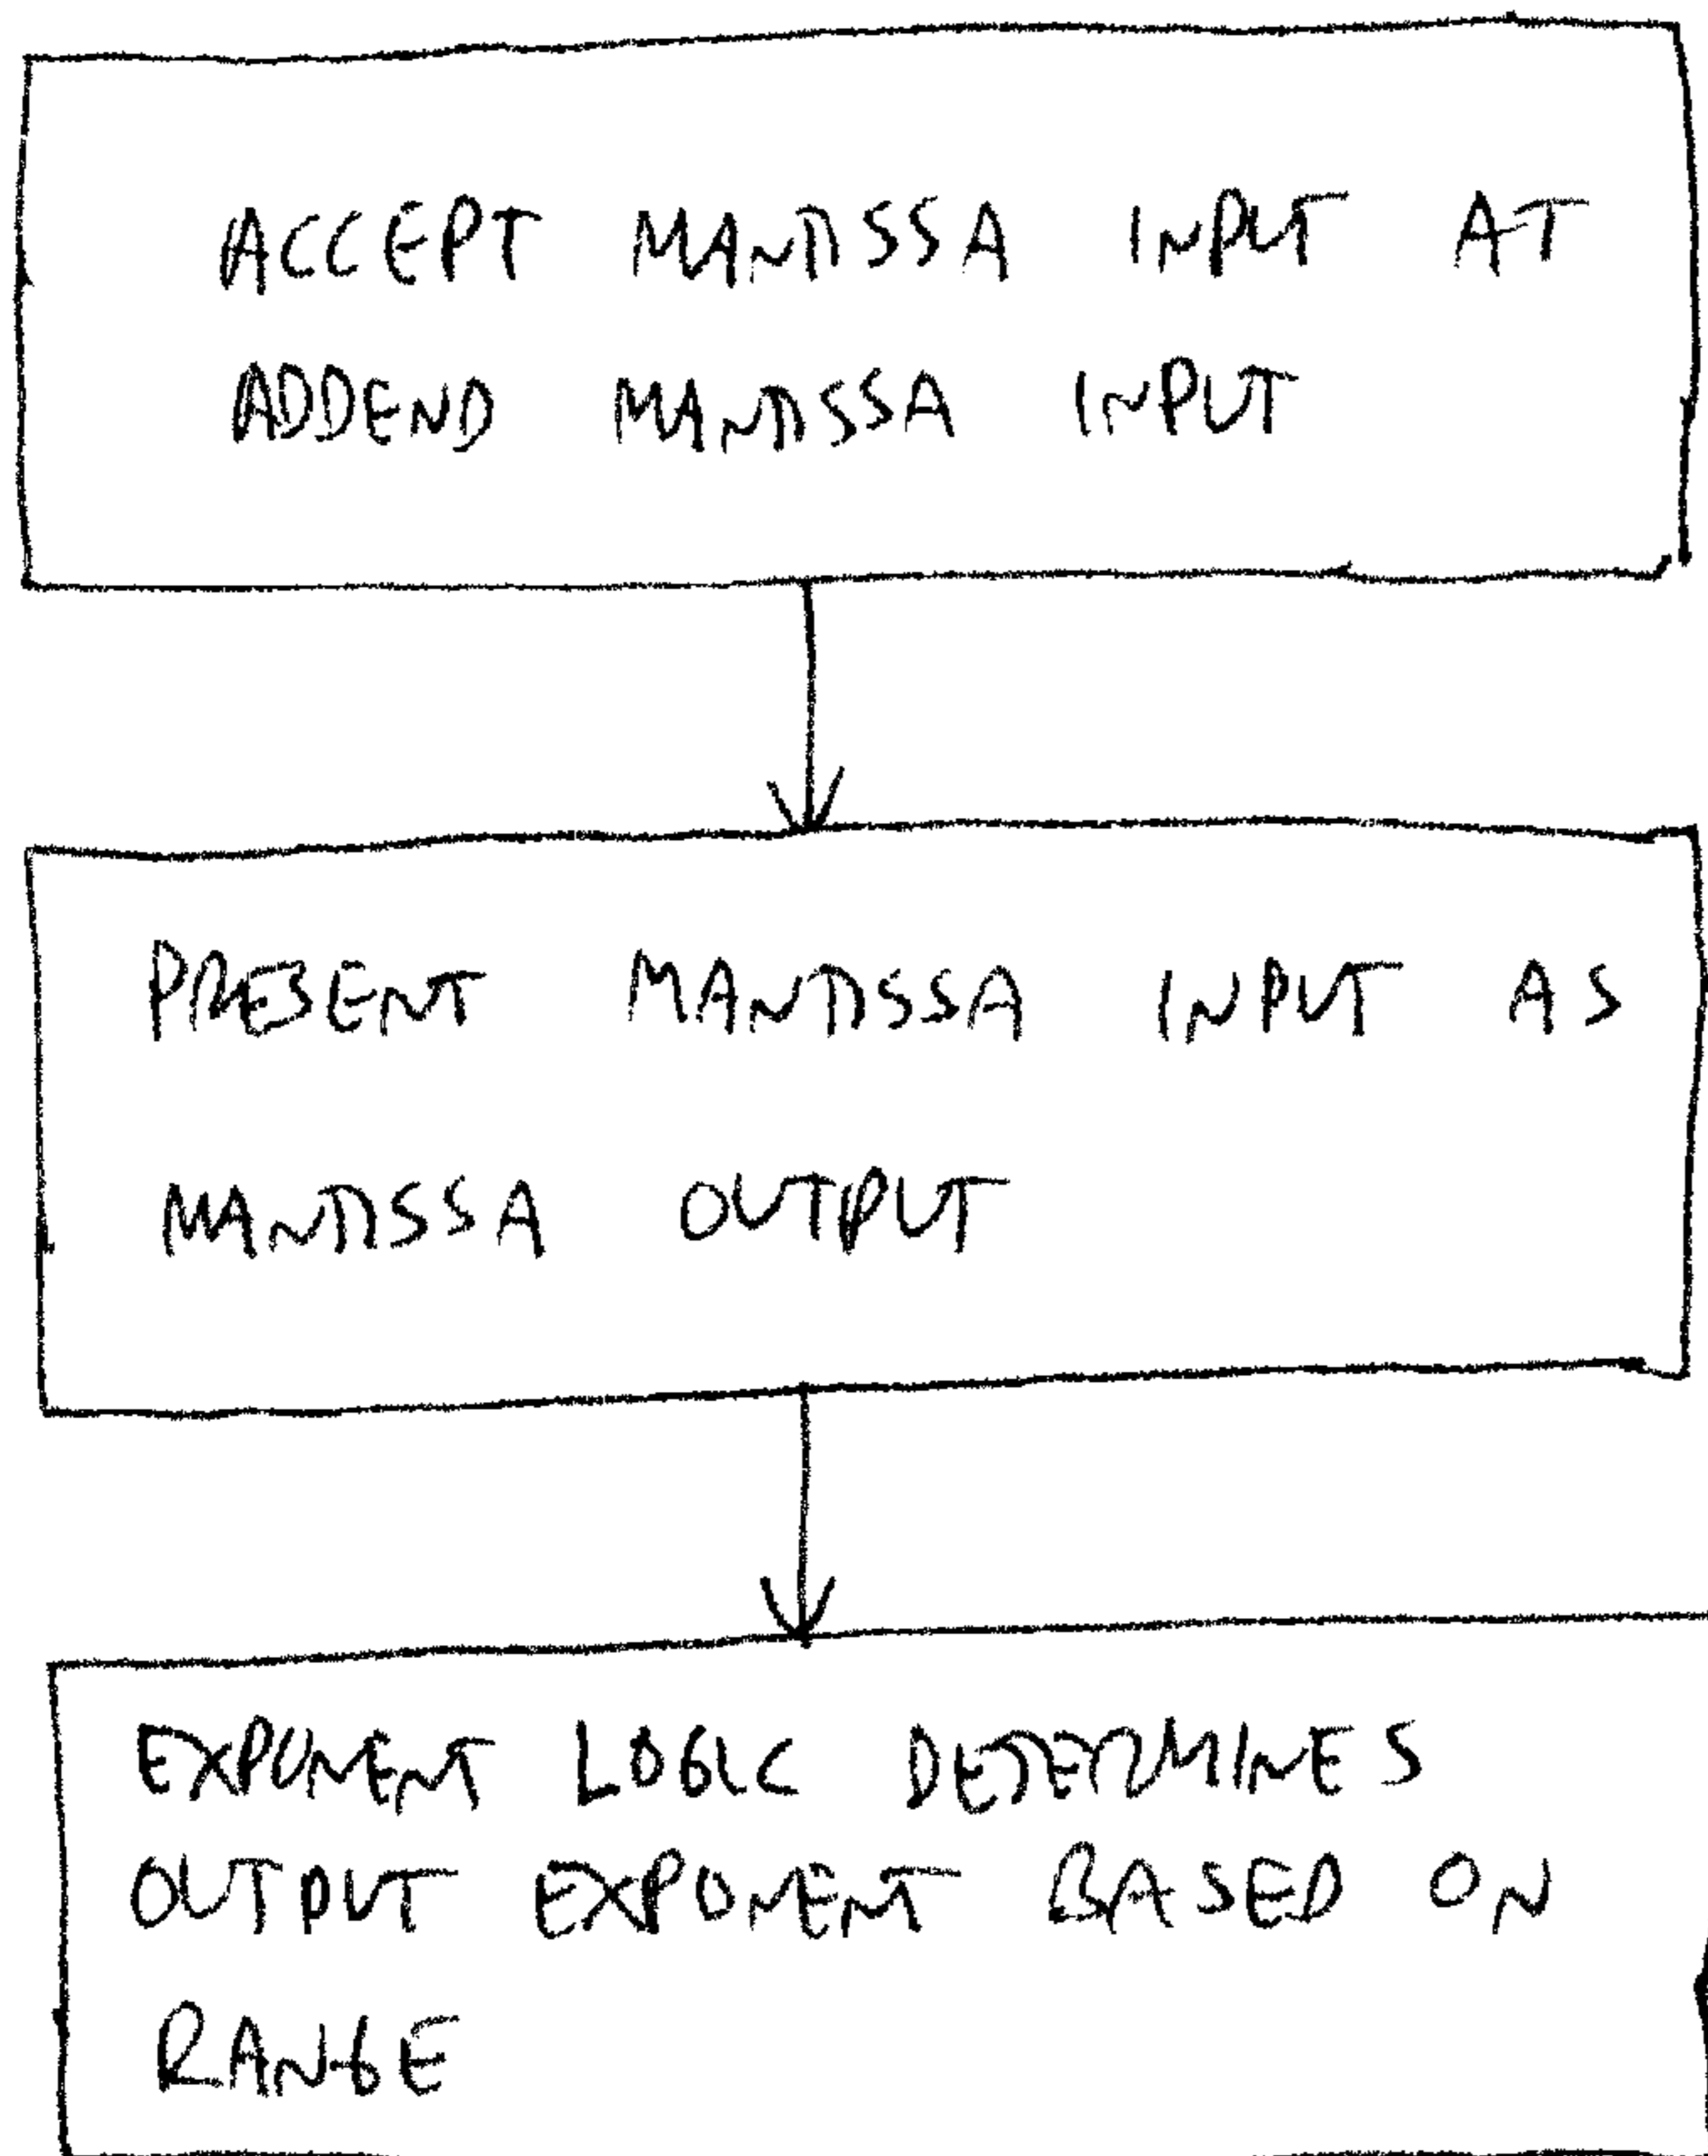 ACCEPT MANTISSA INPUT AT
ADDEND MANTISSA INPUT
PRESENT MANTISSA INPUT AS
MANTISSA OUTPUT
EXPONENT LOGIC DETERMINES
OUTPUT EXPONENT BASED ON
RANGE